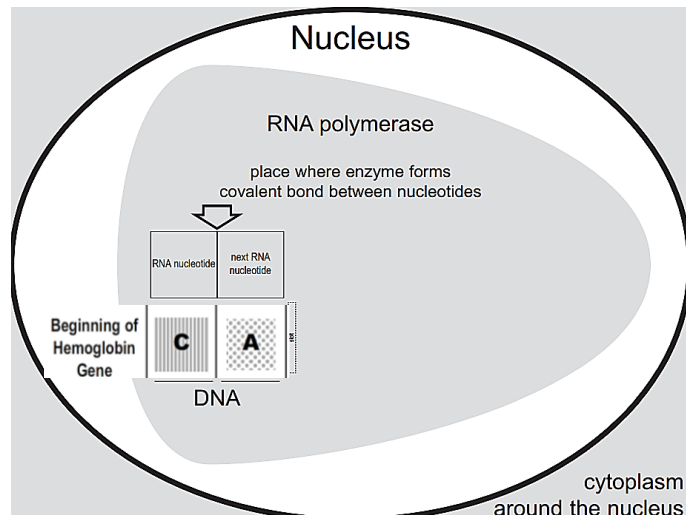 Nucleus
RNA polymerase
place where enzyme forms
covalent bond between nucleotides
RNA nucleotide
next RNA
nucleotide
Beginning of
Hemoglobin
Gene
C
A
DNA
cytoplasm
around the nucleus